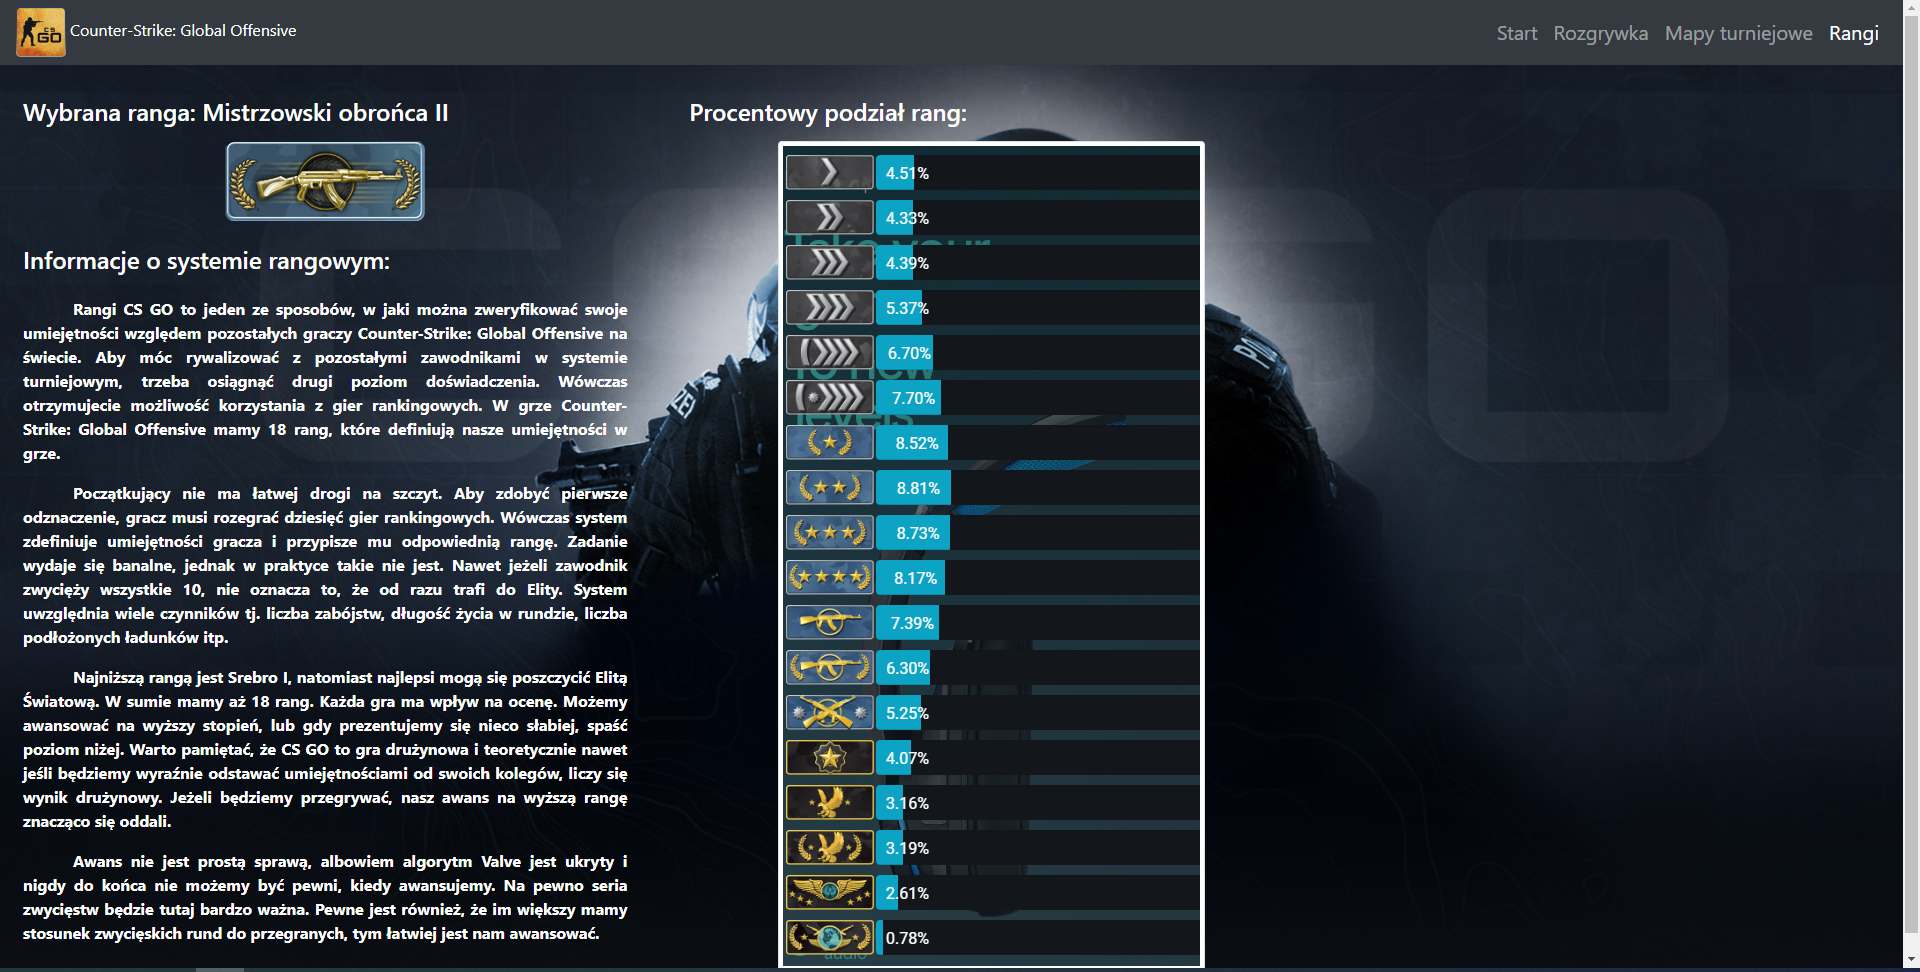 CS GO
Counter-Strike: Global Offensive
Start Rozgrywka Mapy turniejowe Rangi
Wybrana ranga: Mistrzowski obrońca II
Informacje o systemie rangowym:
Rangi CS GO to jeden ze sposobów, w jaki można zweryfikować swoje
umiejętności względem pozostałych graczy Counter-Strike: Global Offensive na
świecie. Aby móc rywalizować z pozostałymi zawodnikami w systemie
turniejowym, trzeba osiągnąć drugi poziom doświadczenia. Wówczas
otrzymujecie możliwość korzystania z gier rankingowych. W grze Counter-
Strike: Global Offensive mamy 18 rang, które definiują nasze umiejętności w
grze.
Początkujący nie ma łatwej drogi na szczyt. Aby zdobyć pierwsze
odznaczenie, gracz musi rozegrać dziesięć gier rankingowych. Wówczas system
zdefiniuje umiejętności gracza i przypisze mu odpowiednią rangę. Zadanie
wydaje się banalne, jednak w praktyce takie nie jest. Nawet jeżeli zawodnik
zwycięży wszystkie 10, nie oznacza to, że od razu trafi do Elity. System
uwzględnia wiele czynników tj. liczba zabójstw, długość życia w rundzie, liczba
podłożonych ładunków itp.
Najniższą rangą jest Srebro I, natomiast najlepsi mogą się poszczycić Elitą
Światową. W sumie mamy aż 18 rang. Każda gra ma wpływ na ocenę. Możemy
awansować na wyższy stopień, lub gdy prezentujemy się nieco słabiej, spaść
poziom niżej. Warto pamiętać, że CS GO to gra drużynowa i teoretycznie nawet
jeśli będziemy wyraźnie odstawać umiejętnościami od swoich kolegów, liczy się
wynik drużynowy. Jeżeli będziemy przegrywać, nasz awans na wyższą rangę
znacząco się oddali.
Awans nie jest prostą sprawą, albowiem algorytm Valve jest ukryty i
nigdy do końca nie możemy być pewni, kiedy awansujemy. Na pewno seria
zwycięstw będzie tutaj bardzo ważna. Pewne jest również, że im większy mamy
stosunek zwycięskich rund do przegranych, tym łatwiej jest nam awansować.
Procentowy podział rang:
4.51%
4.33%
4.39%
5.37%
6.70%
7.70%
8.52%
8.81%
8.73%
8.17%
7.39%
6.30%
5.25%
4.07%
3.16%
3.19%
2.61%
0.78%
Take your
to new
levels
audio